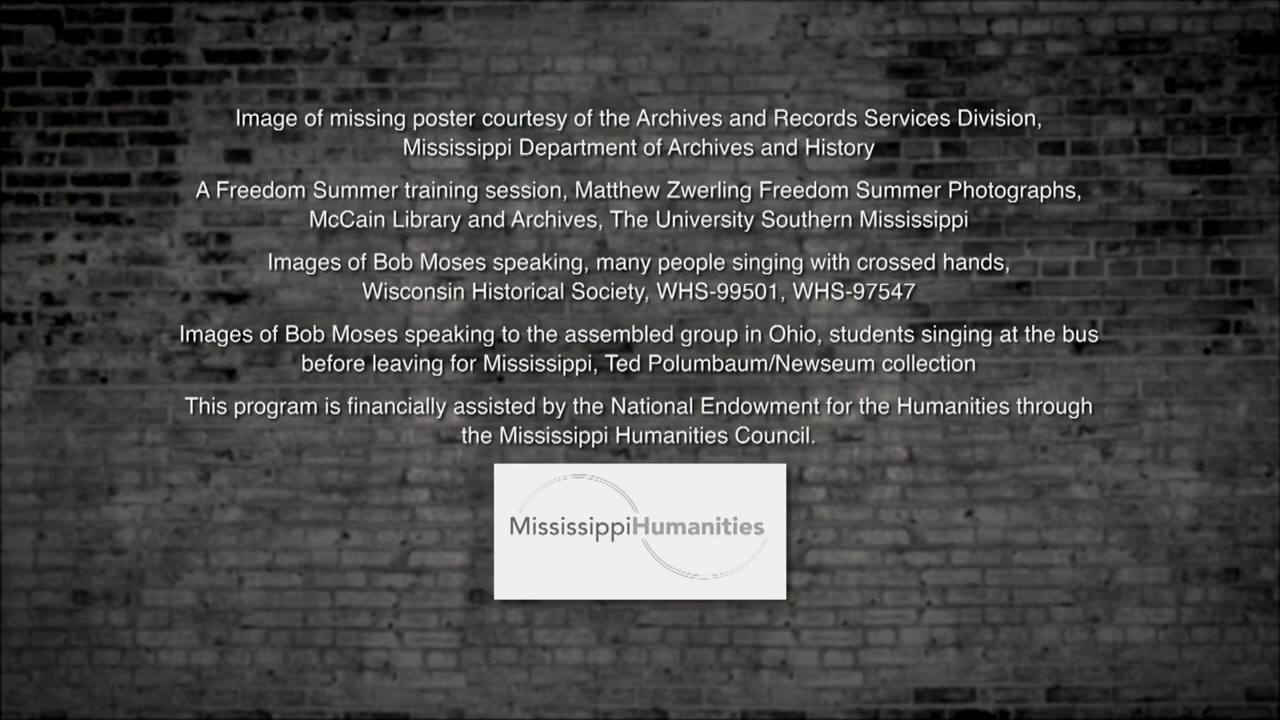 Image of missing poster courtesy of the Archives and Records Services Division,
Mississippi Department of Archives and History
A Freedom Summer training session, Matthew Zwerling Freedom Summer Photographs,
McCain Library and Archives, The University Southern Mississippi
Images of Bob Moses speaking, many people singing with crossed hands,
Wisconsin Historical Society, WHS-99501, WHS-97547
Images of Bob Moses speaking to the assembled group in Ohio, students singing at the bus
before leaving for Mississippi, Ted Polumbaum/Newseum collection
This program is financially assisted by the National Endowment for the Humanities through
the Mississippi Humanities Council.
MississippiHumanities